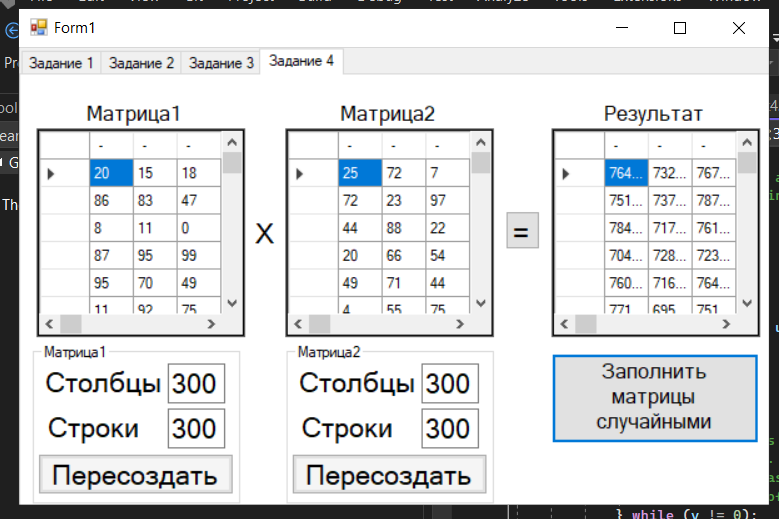 Form1
Задание 1 Задание 2 Задание 3 Задание 4
Матрица1 Матрица2 Результат
- - - - - - - - -
20 15 18 25 72 7 764... 732... 767...
86 83 47 72 23 97 751... 737... 787...
8 11 0 44 88 22 784... 717... 761...
X =
87 95 99 20 66 54 704... 728... 723...
95 70 49 49 71 44 760... 716... 764...
11 92 75 4 55 75 771 695 751
Матрица1 Матрица2
Столбцы 300 Столбцы 300
Строки 300 Строки 300
Пересоздать Пересоздать
Заполнить
матрицы
случайными
} while (v != 0);